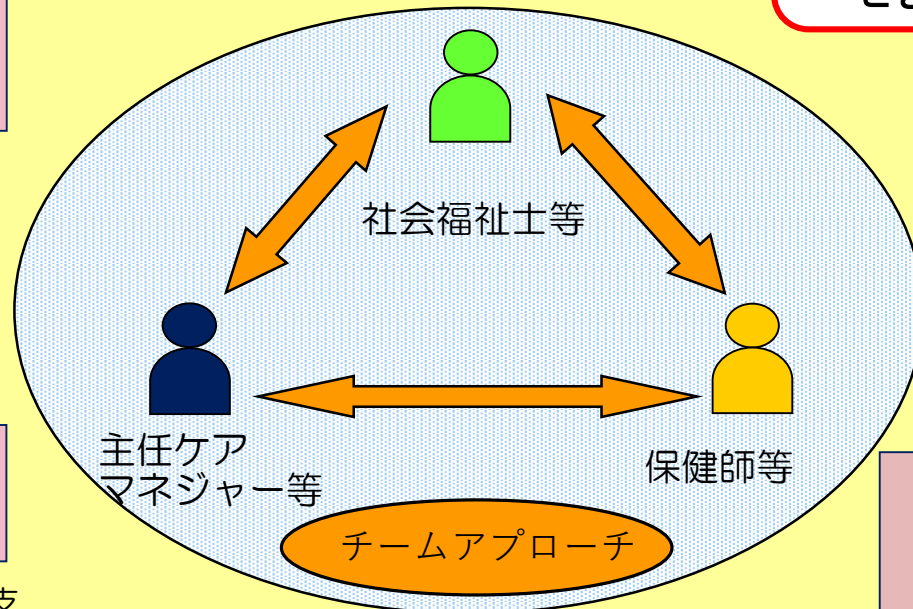 社会福祉士等
主任ケア
マネジャー等
保健師等
チームアプローチ
支